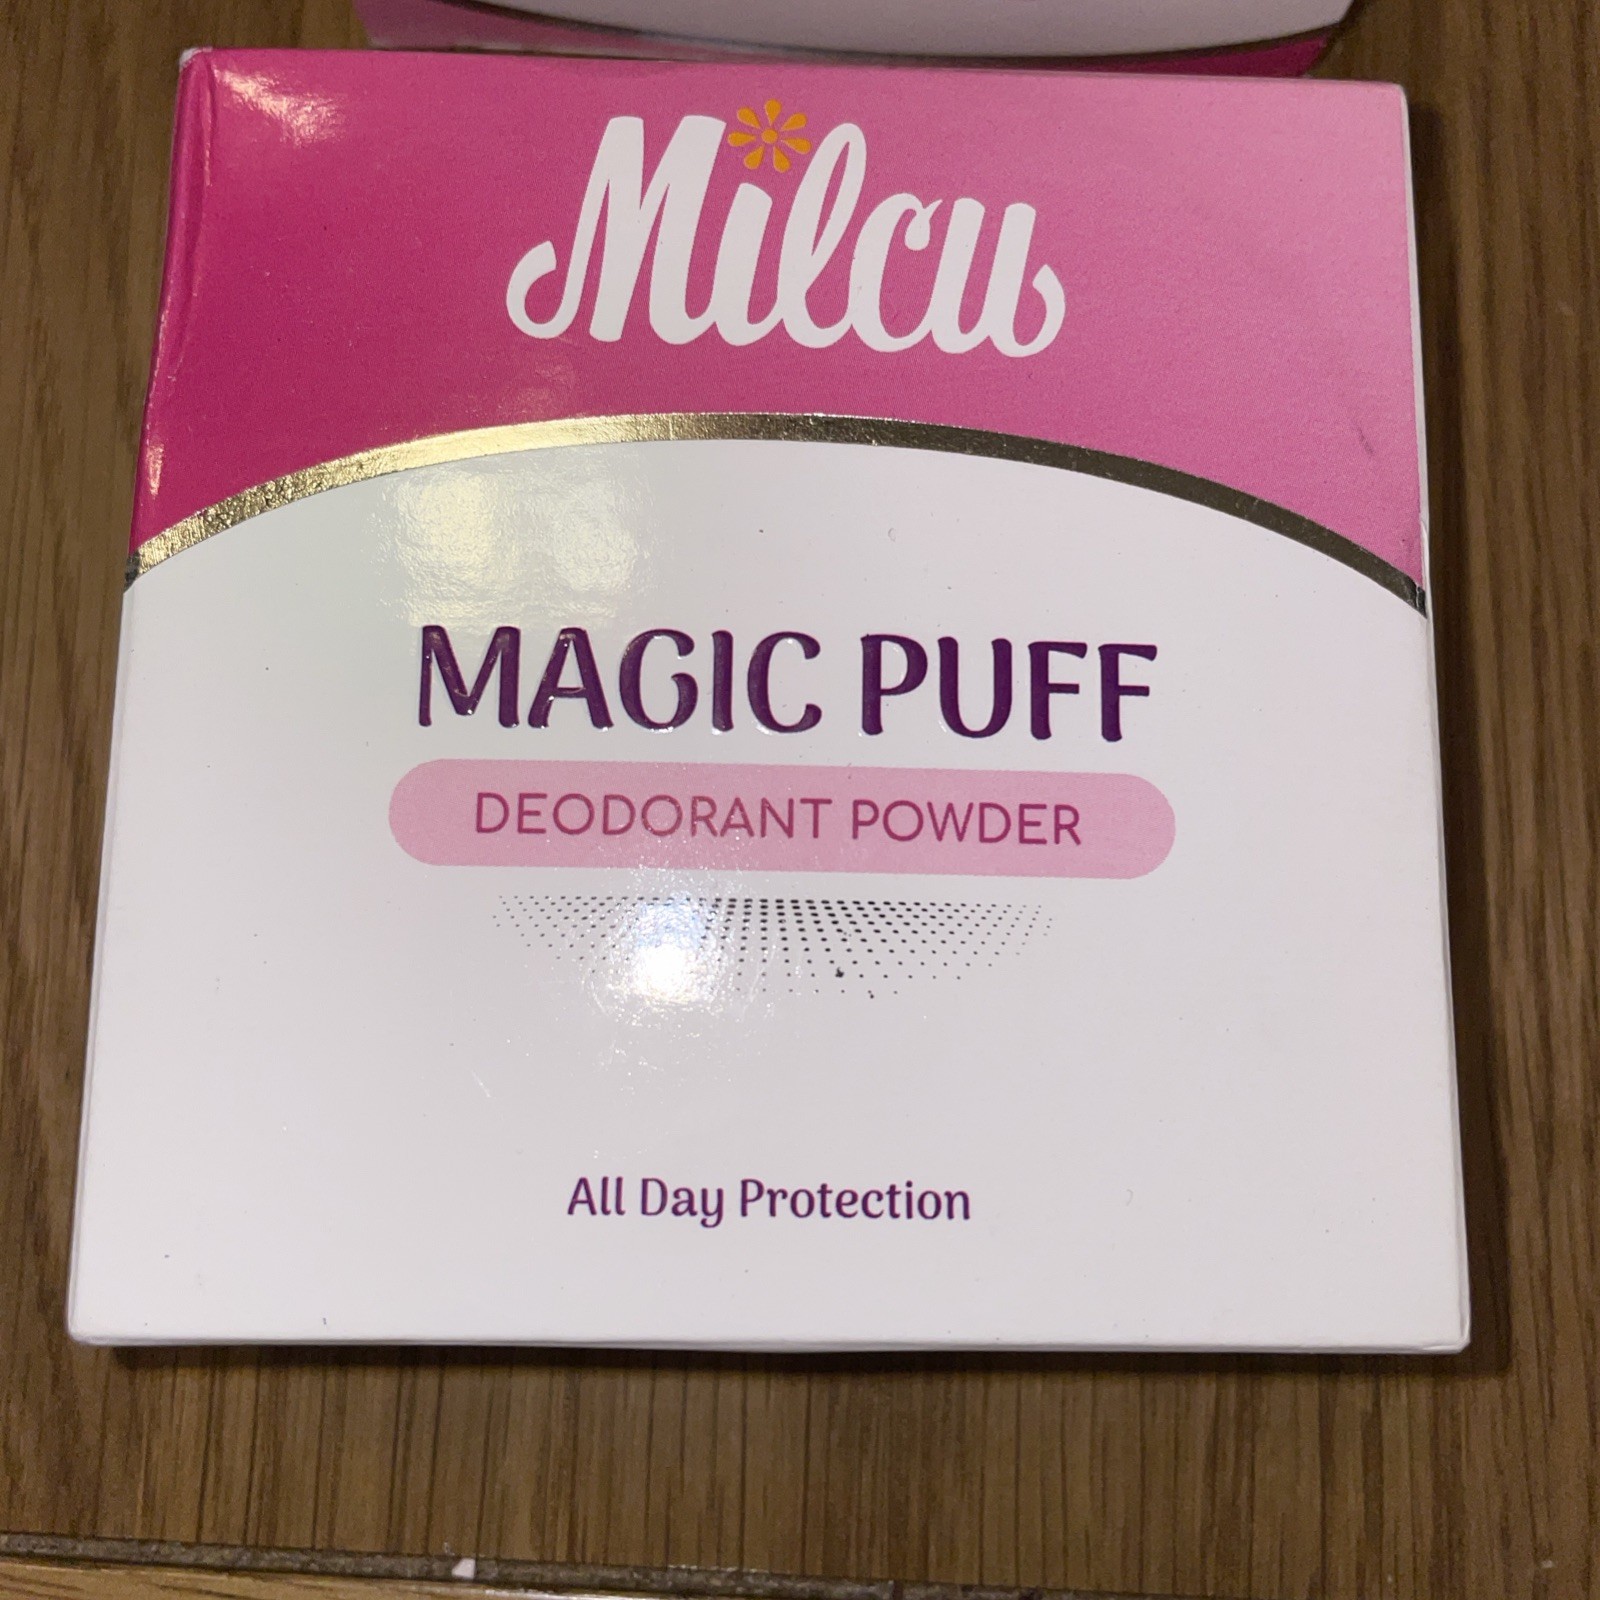 Milcu
MAGIC PUFF
DEODORANT POWDER
All Day Protection